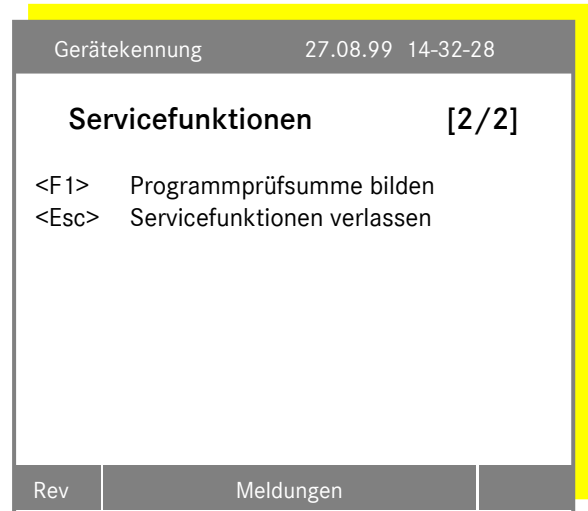 Gerätekennung 27.08.99 14-32-28
Servicefunktionen [2/2]
<F1> Programmprüfsumme bilden
<Esc> Servicefunktionen verlassen
Rev Meldungen